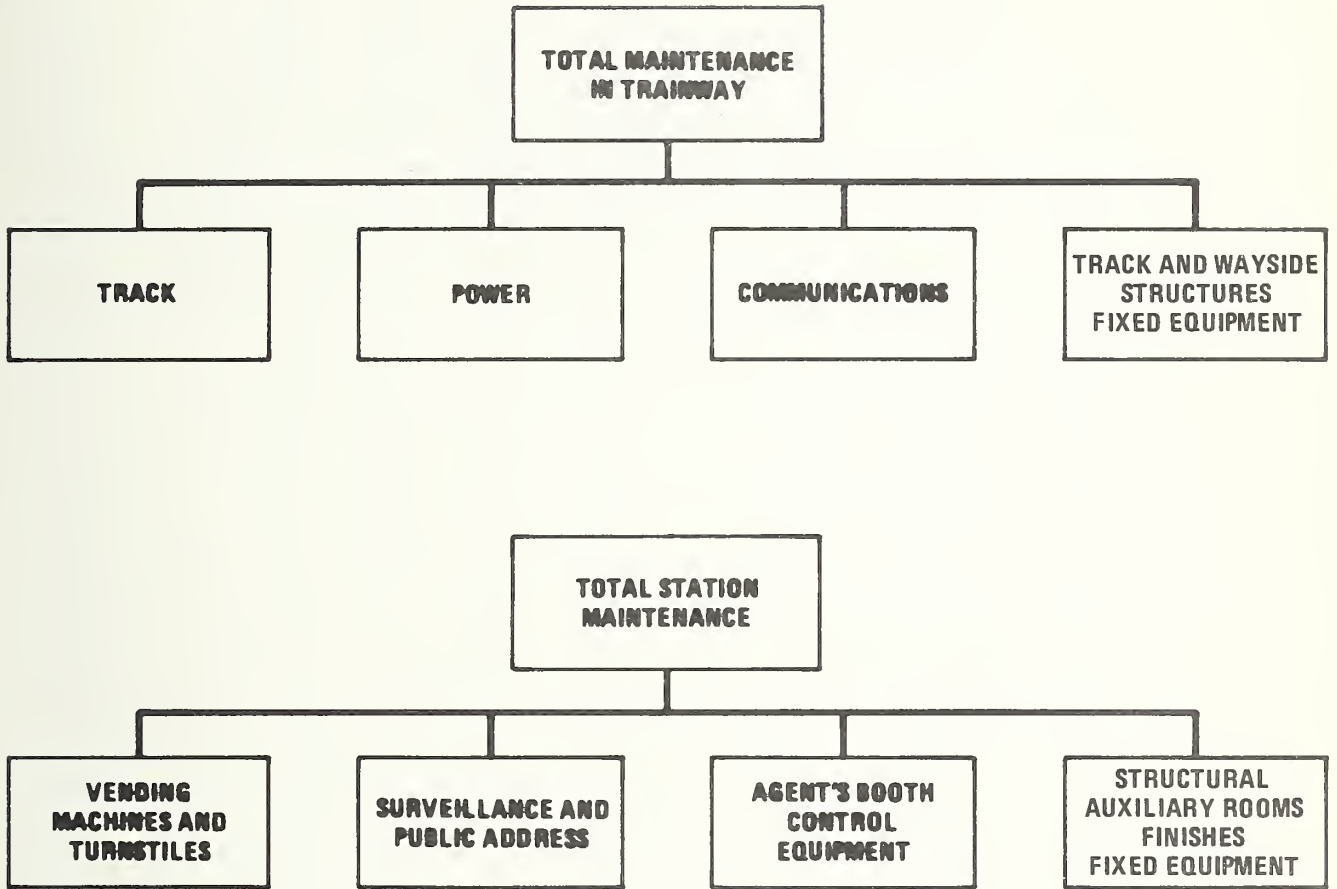 TOTAL MAINTENANCE
IN TRAINWAY
TRACK
POWER
COMMUNICATIONS
TRACK AND WAYSIDE
STRUCTURES
FIXED EQUIPMENT
TOTAL STATION
MAINTENANCE
VENDING
MACHINES AND
TURNSTILES
SURVEILLANCE AND
PUBLIC ADDRESS
AGENT'S BOOTH
CONTROL
EQUIPMENT
STRUCTURAL
AUXILIARY ROOMS
FINISHES
FIXED EQUIPMENT